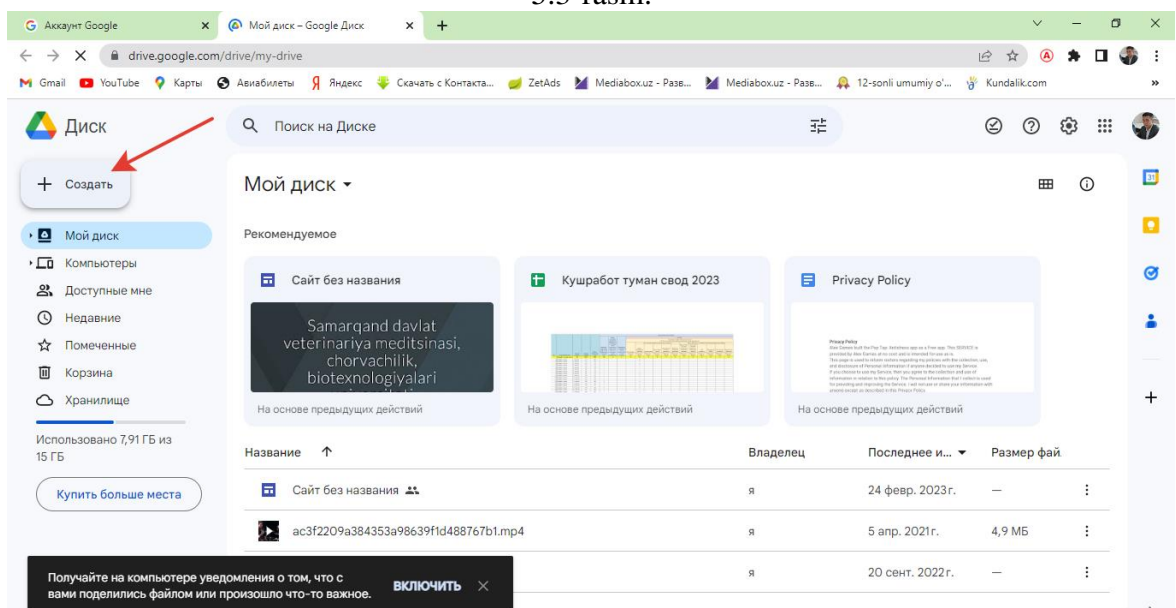 Аккаунт Google
Мой диск – Google Диск
drive.google.com/drive/my-drive
Gmail YouTube Карты Авиабилеты Яндекс Скачать с Контакта... ZetAds Mediabox.uz - Разв... Mediabox.uz - Разв... 12-sonli umumiy o'... Kundalik.com »
Диск
Поиск на Диске
+ Создать
Мой диск
31
Мой диск
Компьютеры
Доступные мне
Недавние
Помеченные
Корзина
Хранилище
Использовано 7,91 ГБ из
15 ГБ
Купить больше места
Рекомендуемое
Сайт без названия
Samarqand davlat
veterinariya meditsinasi,
chorvachilik,
biotexnologiyalari
На основе предыдущих действий
Кушработ туман свод 2023
На основе предыдущих действий
Privacy Policy
Privacy Policy
На основе предыдущих действий
Название Владелец Последнее и... Размер фай
Сайт без названия я 24 февр. 2023 г. —
ac3f2209a384353a98639f1d488767b1.mp4 я 5 апр. 2021 г. 4,9 МБ
я 20 сент. 2022 г. —
Получайте на компьютере уведомления о том, что с
вами поделились файлом или произошло что-то важное.
ВКЛЮЧИТЬ